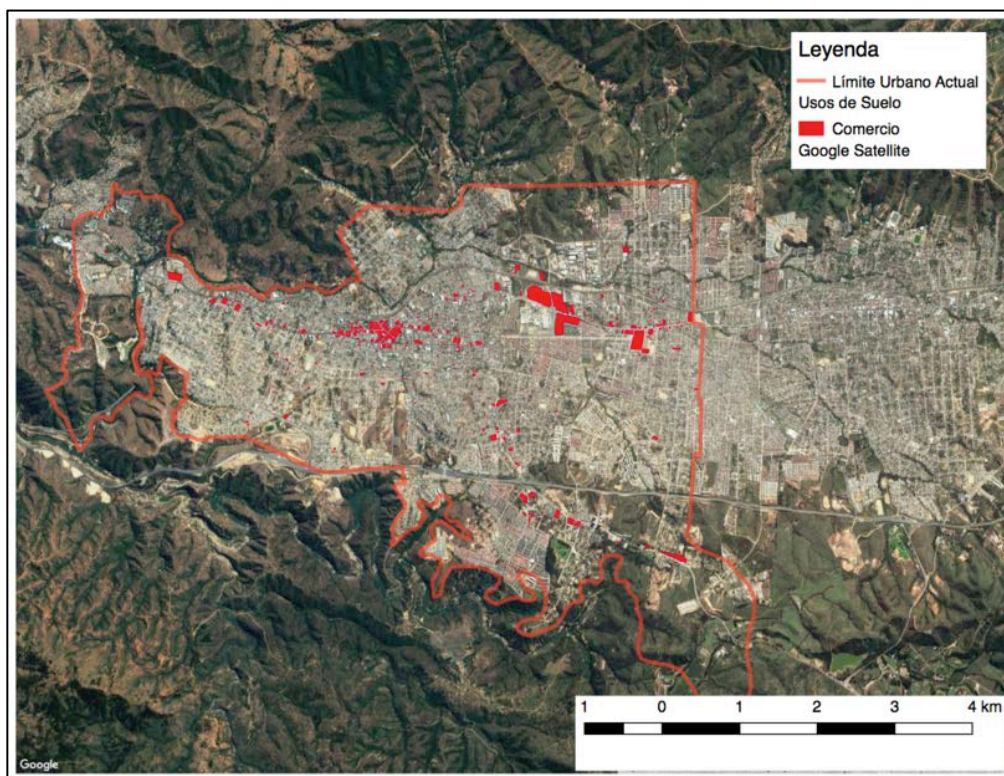 Leyenda
Límite Urbano Actual
Usos de Suelo
Comercio
Google Satellite
1 0 1 2 3 4 km
Google